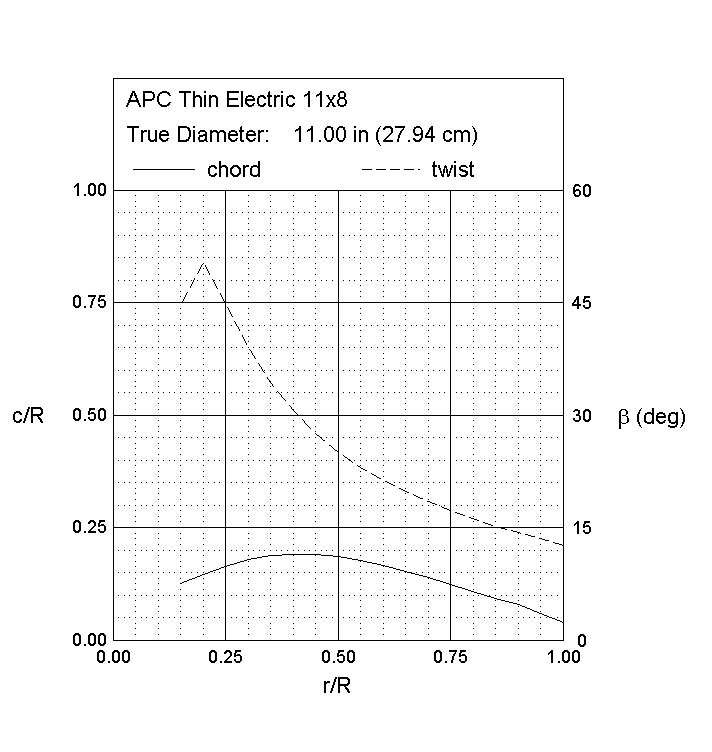 APC Thin Electric 11x8
True Diameter: 11.00 in (27.94 cm)
chord twist
1.00 60
0.75 45
c/R 0.50 30 β (deg)
0.25 15
0.00 0
0.00 0.25 0.50 0.75 1.00
r/R